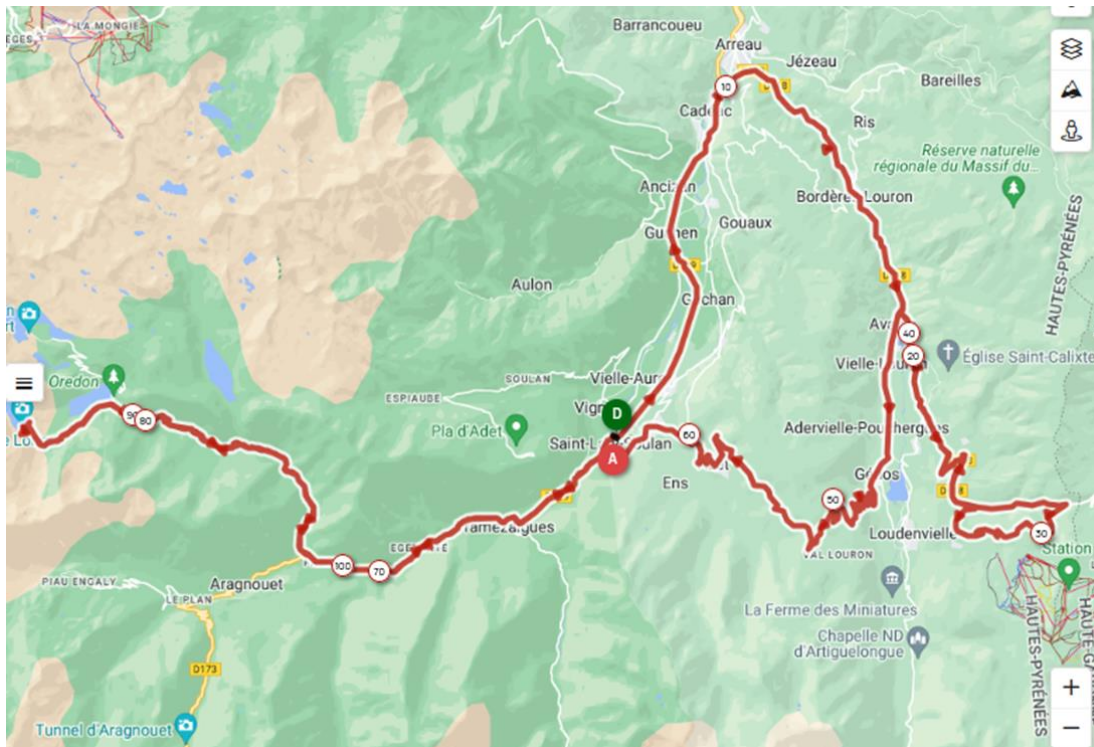 LA MONGIE
Barrancoueu
Arreau
Jézeau
Bareilles
10
Cadéac
Ris
Réserve naturelle
régionale du Massif du...
Bordères-Louron
Gouaux
HAUTES-PYRÉNÉES
Aulon
40
20
Église Saint-Calixte
Oredon
SOULAN
Vielle-Aure
ESPIAUBE
D
Pla d'Adet
80
60
A
Ens
50
Loudenvielle
30
Station
VAL LOURON
Tramezaïgues
100
70
PIAU ENGALY
Aragnouet
LE PLAN
La Ferme des Miniatures
Chapelle ND
d'Artiguelongue
HAUTES-PYRÉNÉES
D173
Tunnel d'Aragnouet
+
−